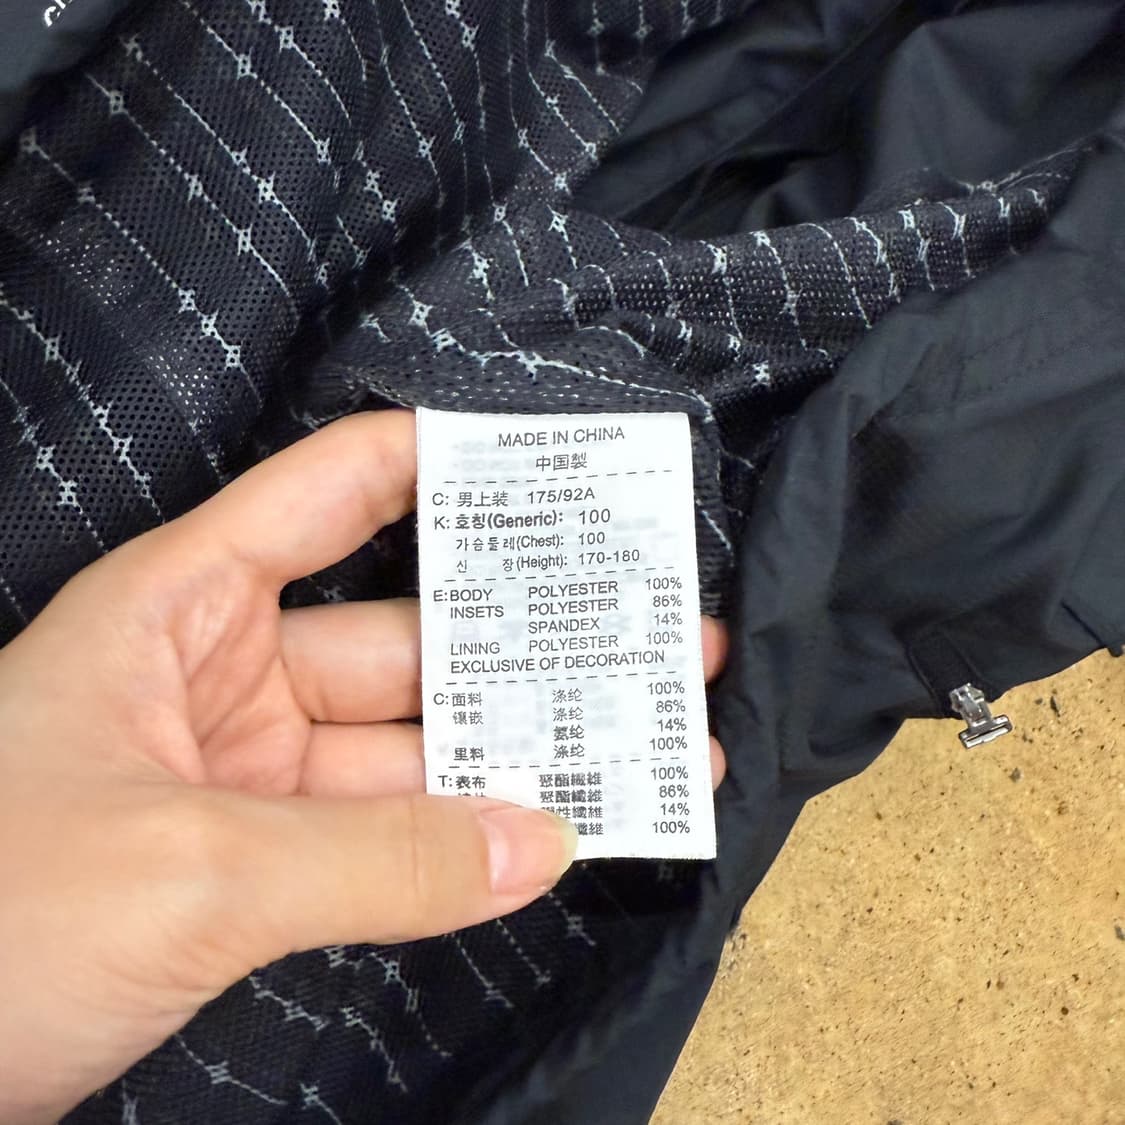 MADE IN CHINA
中国製
C: 男上装 175/92A
K: 호칭(Generic): 100
가슴둘레(Chest): 100
신 장(Height): 170-180
E:BODY POLYESTER 100%
INSETS POLYESTER 86%
SPANDEX 14%
LINING POLYESTER 100%
EXCLUSIVE OF DECORATION
C:面料 涤纶 100%
镶嵌 涤纶 86%
氨纶 14%
里料 涤纶 100%
T:表布 聚酯纖維 100%
聚酯纖維 86%
性纖維 14%
纖維 100%